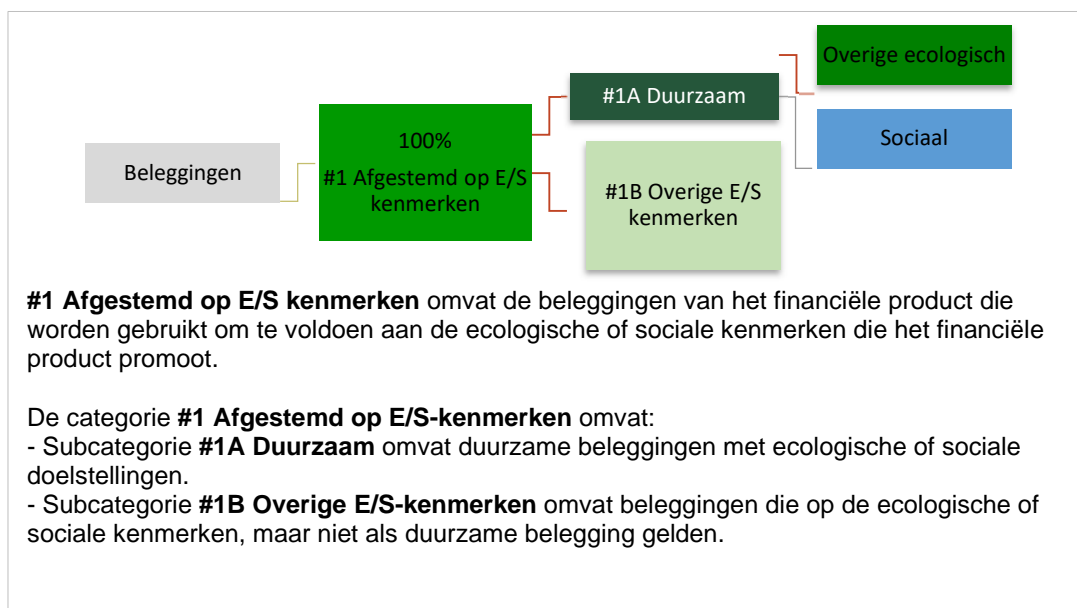 Overige ecologisch
#1A Duurzaam
Sociaal
100%
#1 Afgestemd op E/S
kenmerken
Beleggingen
#1B Overige E/S
kenmerken
#1 Afgestemd op E/S kenmerken omvat de beleggingen van het financiële product die
worden gebruikt om te voldoen aan de ecologische of sociale kenmerken die het financiële
product promoot.
De categorie #1 Afgestemd op E/S-kenmerken omvat:
- Subcategorie #1A Duurzaam omvat duurzame beleggingen met ecologische of sociale
doelstellingen.
- Subcategorie #1B Overige E/S-kenmerken omvat beleggingen die op de ecologische of
sociale kenmerken, maar niet als duurzame belegging gelden.